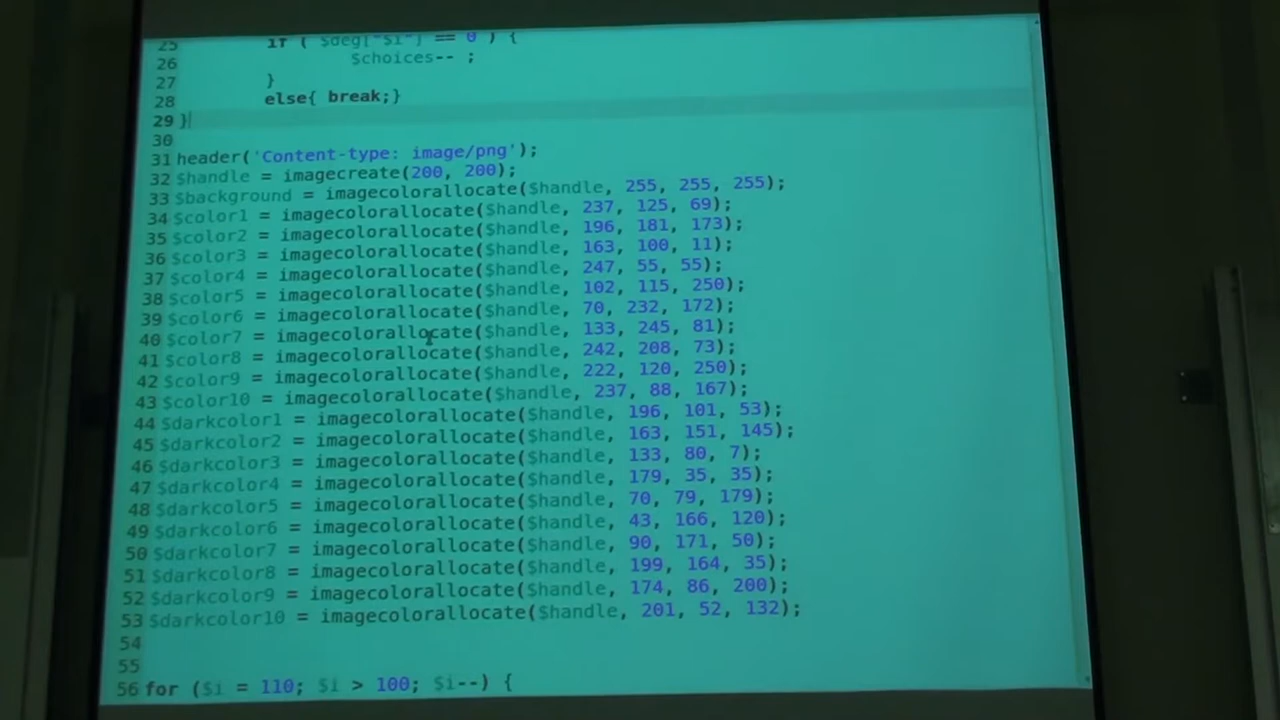 25 if ( $deg["$i"] == 0 ) {
26 $choices-- ;
27 }
28 else{ break;}
29 }
30
31 header('Content-type: image/png');
32 $handle = imagecreate(200, 200);
33 $background = imagecolorallocate($handle, 255, 255, 255);
34 $color1 = imagecolorallocate($handle, 237, 125, 69);
35 $color2 = imagecolorallocate($handle, 196, 181, 173);
36 $color3 = imagecolorallocate($handle, 163, 100, 11);
37 $color4 = imagecolorallocate($handle, 247, 55, 55);
38 $color5 = imagecolorallocate($handle, 102, 115, 250);
39 $color6 = imagecolorallocate($handle, 70, 232, 172);
40 $color7 = imagecolorallocate($handle, 133, 245, 81);
41 $color8 = imagecolorallocate($handle, 242, 208, 73);
42 $color9 = imagecolorallocate($handle, 222, 120, 250);
43 $color10 = imagecolorallocate($handle, 237, 88, 167);
44 $darkcolor1 = imagecolorallocate($handle, 196, 101, 53);
45 $darkcolor2 = imagecolorallocate($handle, 163, 151, 145);
46 $darkcolor3 = imagecolorallocate($handle, 133, 80, 7);
47 $darkcolor4 = imagecolorallocate($handle, 179, 35, 35);
48 $darkcolor5 = imagecolorallocate($handle, 70, 79, 179);
49 $darkcolor6 = imagecolorallocate($handle, 43, 166, 120);
50 $darkcolor7 = imagecolorallocate($handle, 90, 171, 50);
51 $darkcolor8 = imagecolorallocate($handle, 199, 164, 35);
52 $darkcolor9 = imagecolorallocate($handle, 174, 86, 200);
53 $darkcolor10 = imagecolorallocate($handle, 201, 52, 132);
54
55
56 for ($i = 110; $i > 100; $i--) {